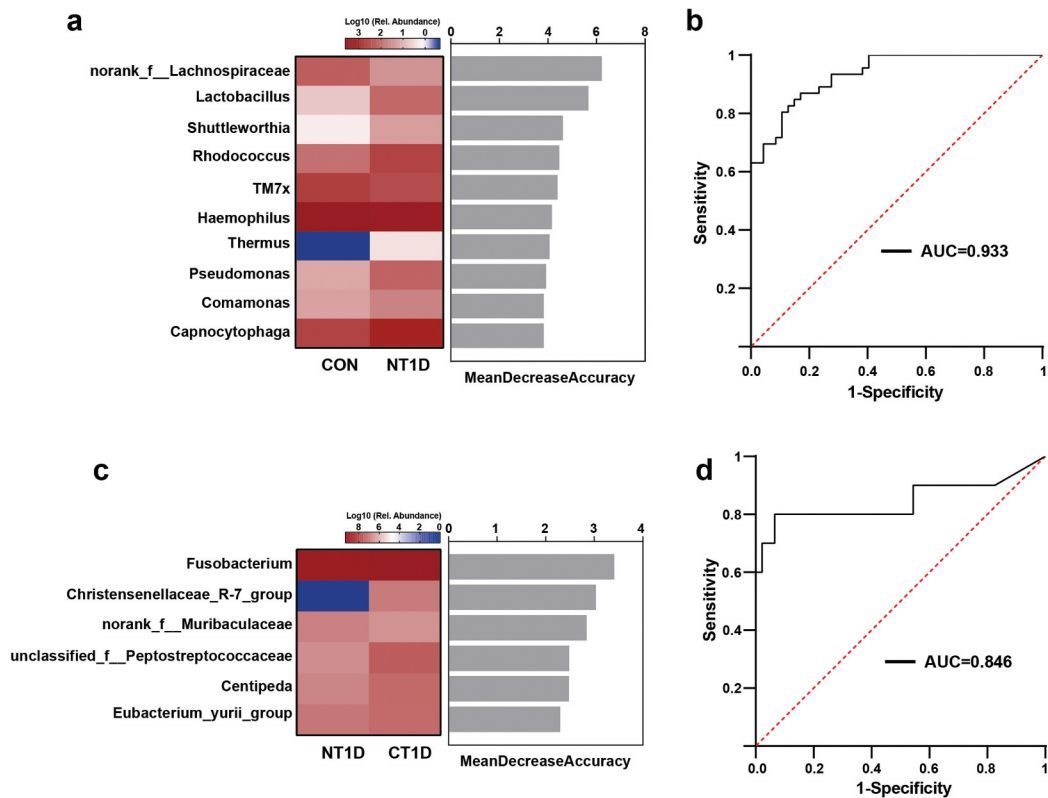 a
Log10 (Rel. Abundance)
3 2 1 0
0 2 4 6 8
norank_f__Lachnospiraceae
Lactobacillus
Shuttleworthia
Rhodococcus
TM7x
Haemophilus
Thermus
Pseudomonas
Comamonas
Capnocytophaga
CON NT1D
MeanDecreaseAccuracy
b
1
0.8
0.6
0.4
0.2
Sensitivity
AUC=0.933
0.0 0.2 0.4 0.6 0.8 1
1-Specificity
c
Log10 (Rel. Abundance)
8 6 4 2 0
0 1 2 3 4
Fusobacterium
Christensenellaceae_R-7_group
norank_f__Muribaculaceae
unclassified_f__Peptostreptococcaceae
Centipeda
Eubacterium_yurii_group
NT1D CT1D
MeanDecreaseAccuracy
d
1
0.8
0.6
0.4
0.2
Sensitivity
AUC=0.846
0.0 0.2 0.4 0.6 0.8 1
1-Specificity